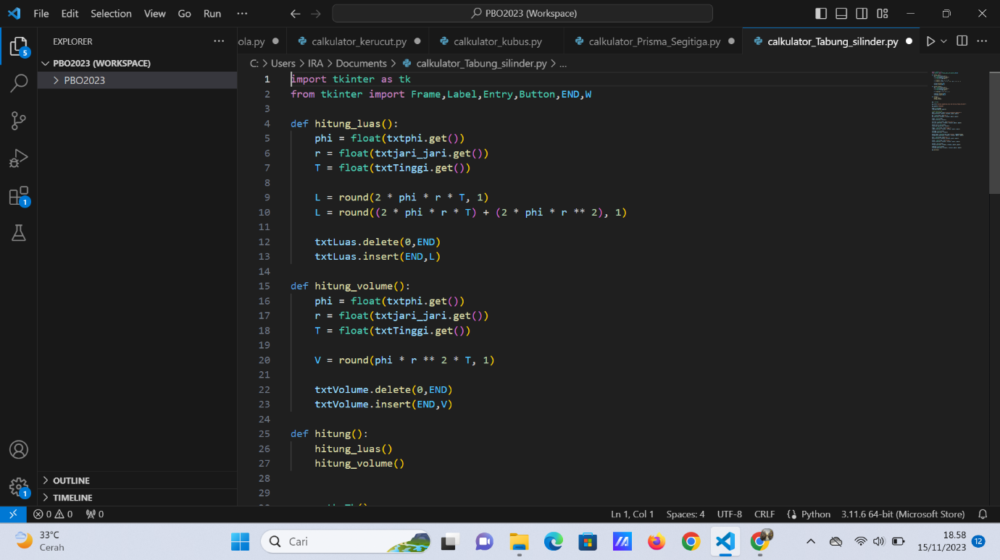 File Edit Selection View Go Run ···
PBO2023 (Workspace)
EXPLORER ···
ola.py calkulator_kerucut.py calkulator_kubus.py calkulator_Prisma_Segitiga.py calkulator_Tabung_silinder.py
PBO2023 (WORKSPACE)
PBO2023
C: > Users > IRA > Documents > calkulator_Tabung_silinder.py > ...
1 import tkinter as tk
2 from tkinter import Frame,Label,Entry,Button,END,W
3
4 def hitung_luas():
5 phi = float(txtphi.get())
6 r = float(txtjari_jari.get())
7 T = float(txtTinggi.get())
8
9 L = round(2 * phi * r * T, 1)
10 L = round((2 * phi * r * T) + (2 * phi * r ** 2), 1)
11
12 txtLuas.delete(0,END)
13 txtLuas.insert(END,L)
14
15 def hitung_volume():
16 phi = float(txtphi.get())
17 r = float(txtjari_jari.get())
18 T = float(txtTinggi.get())
19
20 V = round(phi * r ** 2 * T, 1)
21
22 txtVolume.delete(0,END)
23 txtVolume.insert(END,V)
24
25 def hitung():
26 hitung_luas()
27 hitung_volume()
28
29
5
1
1
OUTLINE
TIMELINE
0 0 0
Ln 1, Col 1 Spaces: 4 UTF-8 CRLF Python 3.11.6 64-bit (Microsoft Store)
33°C
Cerah
Cari
18.58
15/11/2023
12